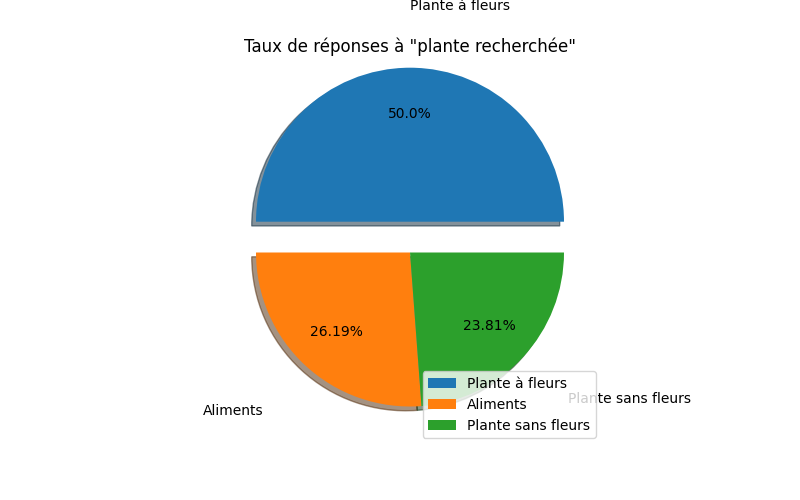 Plante à fleurs
Taux de réponses à "plante recherchée"
50.0%
26.19%
23.81%
Aliments
Plante sans fleurs
Plante à fleurs
Aliments
Plante sans fleurs